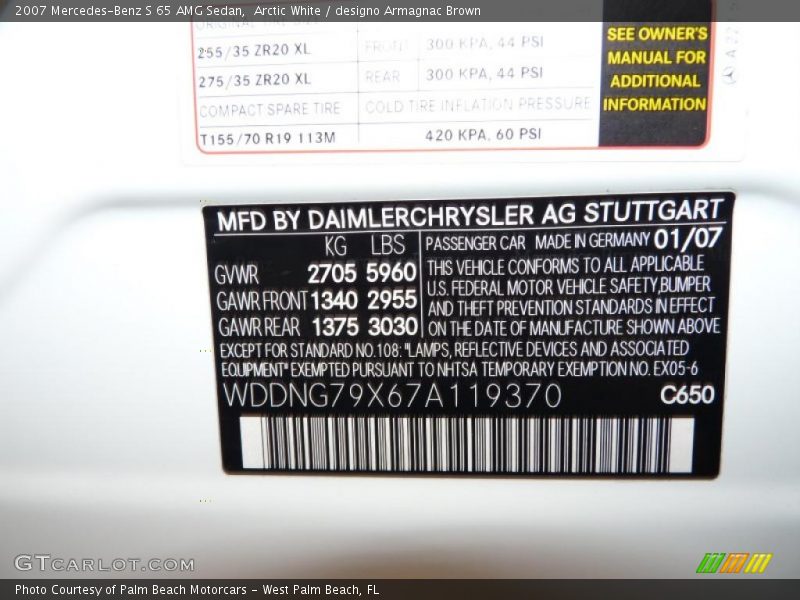 2007 Mercedes-Benz S 65 AMG Sedan,  Arctic White / designo Armagnac Brown
ORIGINAL TIRE SIZE
255/35 ZR20 XL FRONT 300 KPA, 44 PSI
275/35 ZR20 XL REAR 300 KPA, 44 PSI
COMPACT SPARE TIRE COLD TIRE INFLATION PRESSURE
T155/70 R19 113M 420 KPA, 60 PSI
SEE OWNER'S
MANUAL FOR
ADDITIONAL
INFORMATION
MFD BY DAIMLERCHRYSLER AG STUTTGART
KG LBS
GVWR 2705 5960
GAWR FRONT 1340 2955
GAWR REAR 1375 3030
PASSENGER CAR MADE IN GERMANY 01/07
THIS VEHICLE CONFORMS TO ALL APPLICABLE
U.S. FEDERAL MOTOR VEHICLE SAFETY, BUMPER
AND THEFT PREVENTION STANDARDS IN EFFECT
ON THE DATE OF MANUFACTURE SHOWN ABOVE
EXCEPT FOR STANDARD NO.108: "LAMPS, REFLECTIVE DEVICES AND ASSOCIATED
EQUIPMENT" EXEMPTED PURSUANT TO NHTSA TEMPORARY EXEMPTION NO. EX05-6
WDDNG79X67A119370 C650
GTCARLOT.COM
Photo Courtesy of Palm Beach Motorcars - West Palm Beach, FL